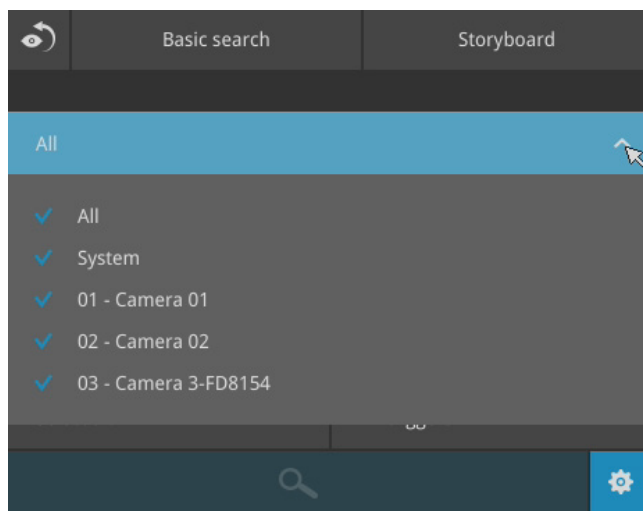 Basic search
Storyboard
All
All
System
01 - Camera 01
02 - Camera 02
03 - Camera 3-FD8154